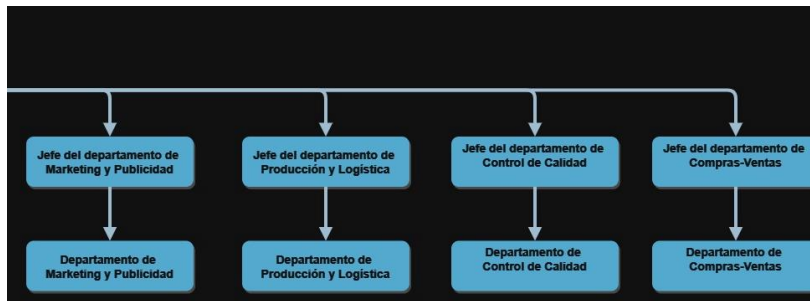 Jefe del departamento de
Marketing y Publicidad
Jefe del departamento de
Producción y Logística
Jefe del departamento de
Control de Calidad
Jefe del departamento de
Compras-Ventas
Departamento de
Marketing y Publicidad
Departamento de
Producción y Logística
Departamento de
Control de Calidad
Departamento de
Compras-Ventas